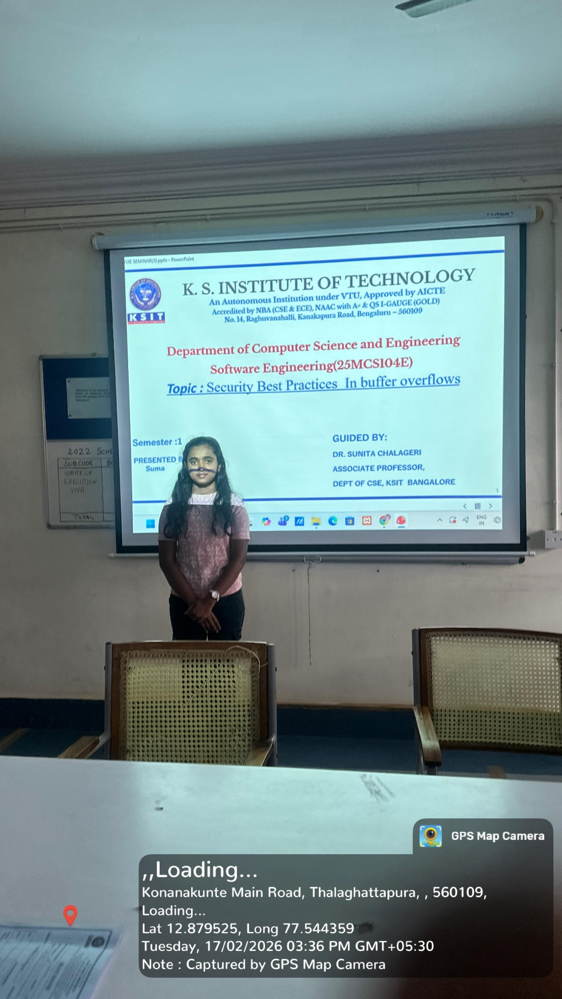 TARGET
ASE SEMINAR(S).pptx - PowerPoint
K. S. INSTITUTE OF TECHNOLOGY
An Autonomous Institution under VTU, Approved by AICTE
Accredited by NBA (CSE & ECE), NAAC with A+ & QS I-GAUGE (GOLD)
No. 14, Raghuvanahalli, Kanakapura Road, Bengaluru – 560109
KSIT
Department of Computer Science and Engineering
Software Engineering(25MCS104E)
Topic : Security Best Practices In buffer overflows
Semester :1
PRESENTED
Suma
GUIDED BY:
DR. SUNITA CHALAGERI
ASSOCIATE PROFESSOR,
DEPT OF CSE, KSIT BANGALORE
1
ENG
IN
2022 SCHE
SUBCODE
WRITE UP
EXECUTION
VIVA
TOTAL
GPS Map Camera
,,Loading...
Konanakunte Main Road, Thalaghattapura, , 560109,
Loading...
Lat 12.879525, Long 77.544359
Tuesday, 17/02/2026 03:36 PM GMT+05:30
Note : Captured by GPS Map Camera